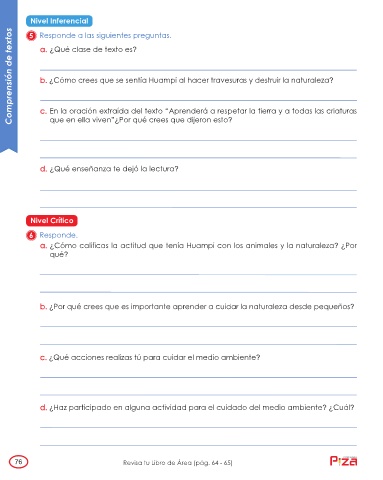 Comprensión de textos
Nivel Inferencial
5 Responde a las siguientes preguntas.
a. ¿Qué clase de texto es?
b. ¿Cómo crees que se sentía Huampi al hacer travesuras y destruir la naturaleza?
c. En la oración extraída del texto “Aprenderá a respetar la tierra y a todas las criaturas
que en ella viven”¿Por qué crees que dijeron esto?
d. ¿Qué enseñanza te dejó la lectura?
Nivel Crítico
6 Responde.
a. ¿Cómo calificas la actitud que tenía Huampi con los animales y la naturaleza? ¿Por
qué?
b. ¿Por qué crees que es importante aprender a cuidar la naturaleza desde pequeños?
c. ¿Qué acciones realizas tú para cuidar el medio ambiente?
d. ¿Haz participado en alguna actividad para el cuidado del medio ambiente? ¿Cuál?
76
Revisa tu Libro de Área (pág. 64 - 65)